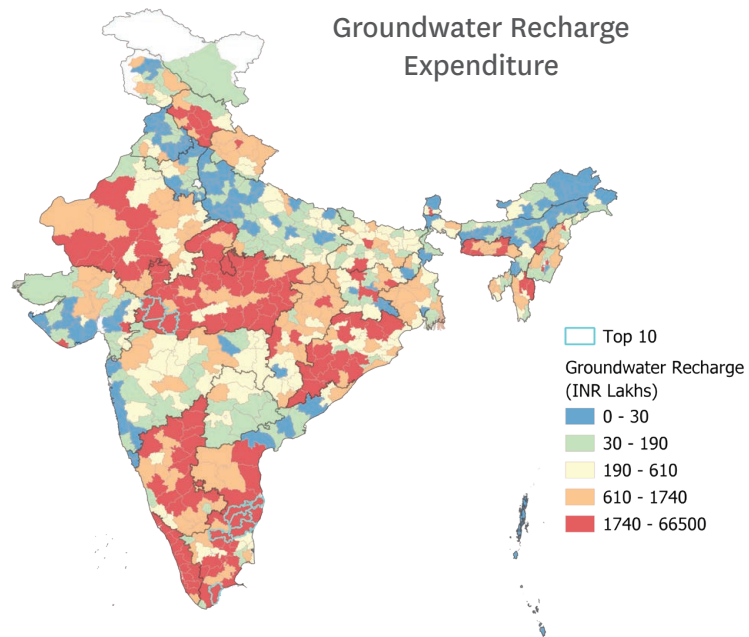 Groundwater Recharge
Expenditure
Top 10
Groundwater Recharge
(INR Lakhs)
0 - 30
30 - 190
190 - 610
610 - 1740
1740 - 66500